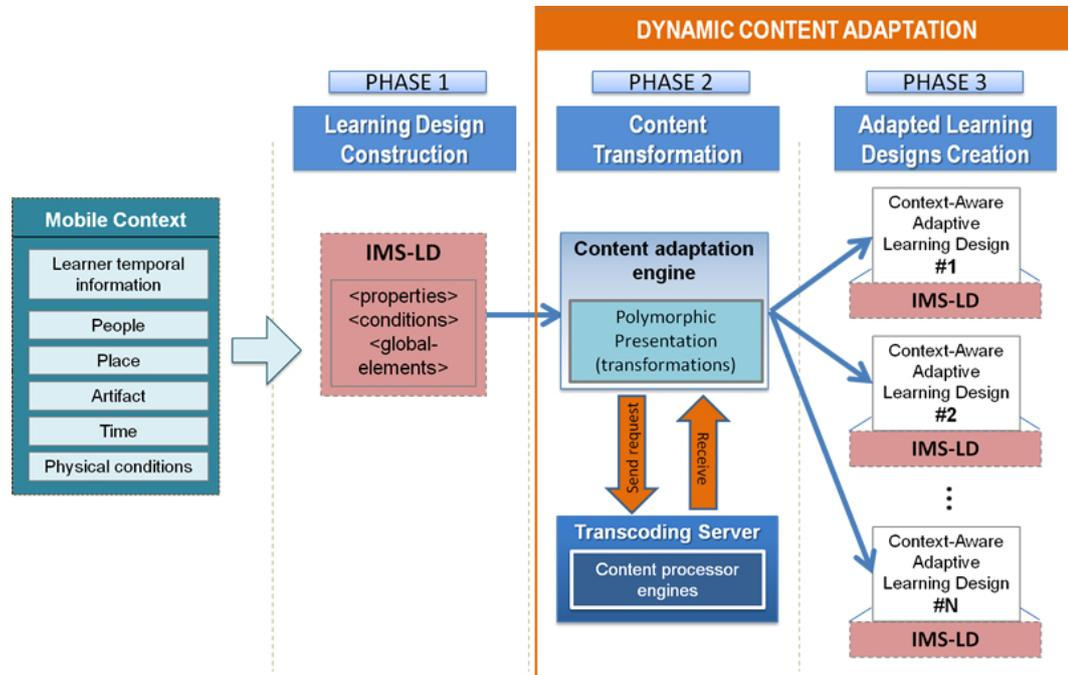 DYNAMIC CONTENT ADAPTATION
PHASE 1
Learning Design
Construction
PHASE 2
Content
Transformation
PHASE 3
Adapted Learning
Designs Creation
Mobile Context
Learner temporal
information
People
Place
Artifact
Time
Physical conditions
IMS-LD
<properties>
<conditions>
<global-
elements>
Content adaptation
engine
Polymorphic
Presentation
(transformations)
Send request
Receive
Transcoding Server
Content processor
engines
Context-Aware
Adaptive
Learning Design
#1
IMS-LD
Context-Aware
Adaptive
Learning Design
#2
IMS-LD
⋮
Context-Aware
Adaptive
Learning Design
#N
IMS-LD